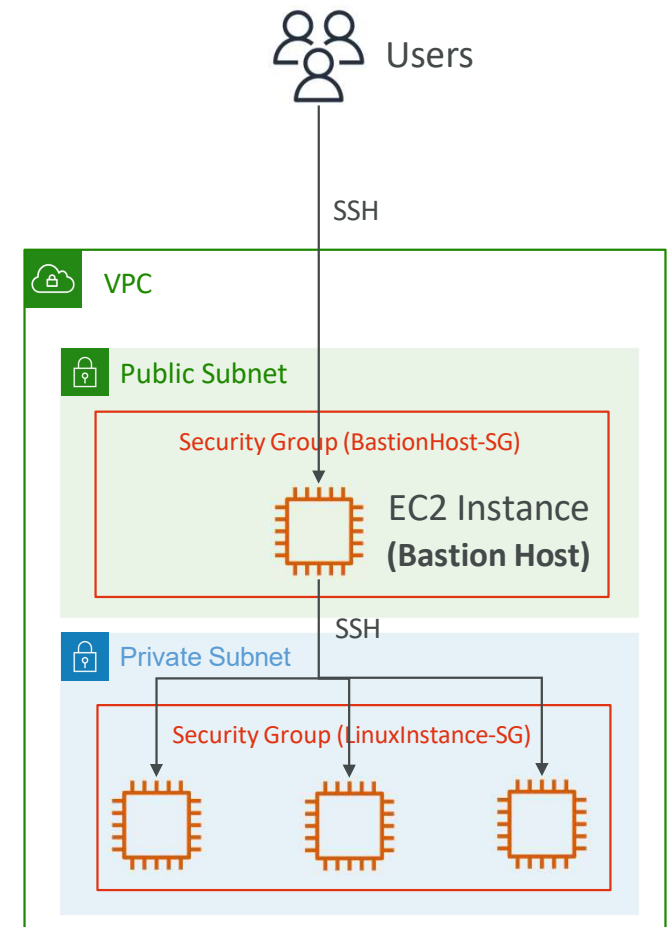 Users
SSH
VPC
Public Subnet
Security Group (BastionHost-SG)
EC2 Instance
(Bastion Host)
SSH
Private Subnet
Security Group (LinuxInstance-SG)